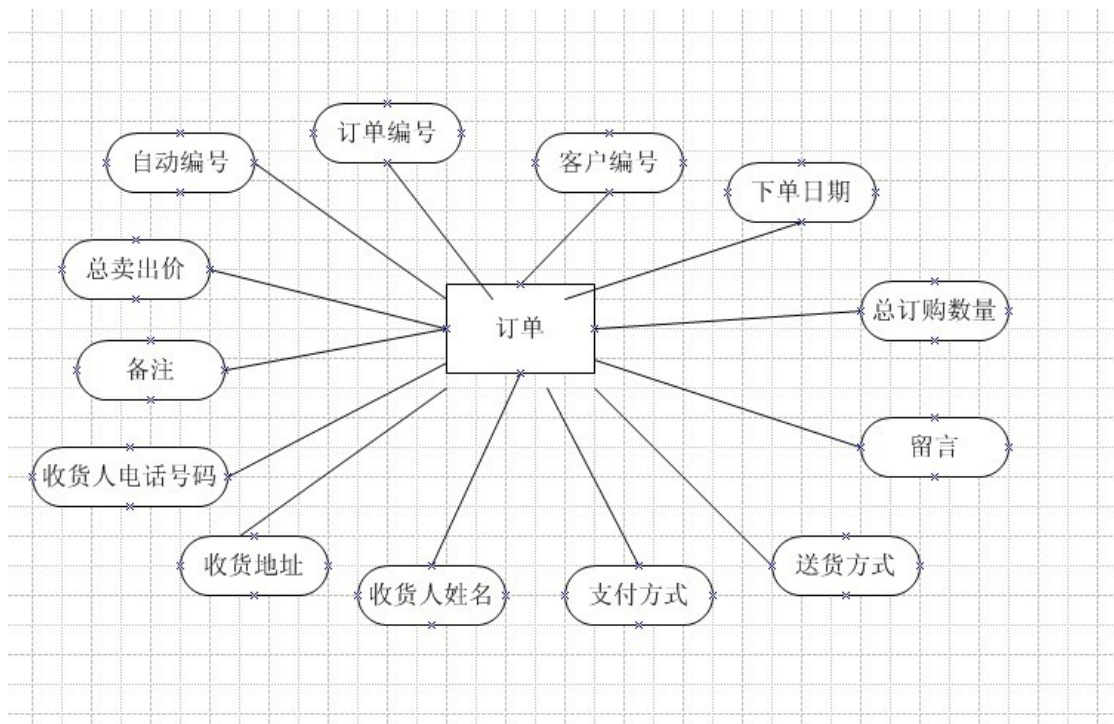 订单编号
自动编号
客户编号
下单日期
总卖出价
总订购数量
订单
备注
留言
收货人电话号码
收货地址
送货方式
收货人姓名
支付方式